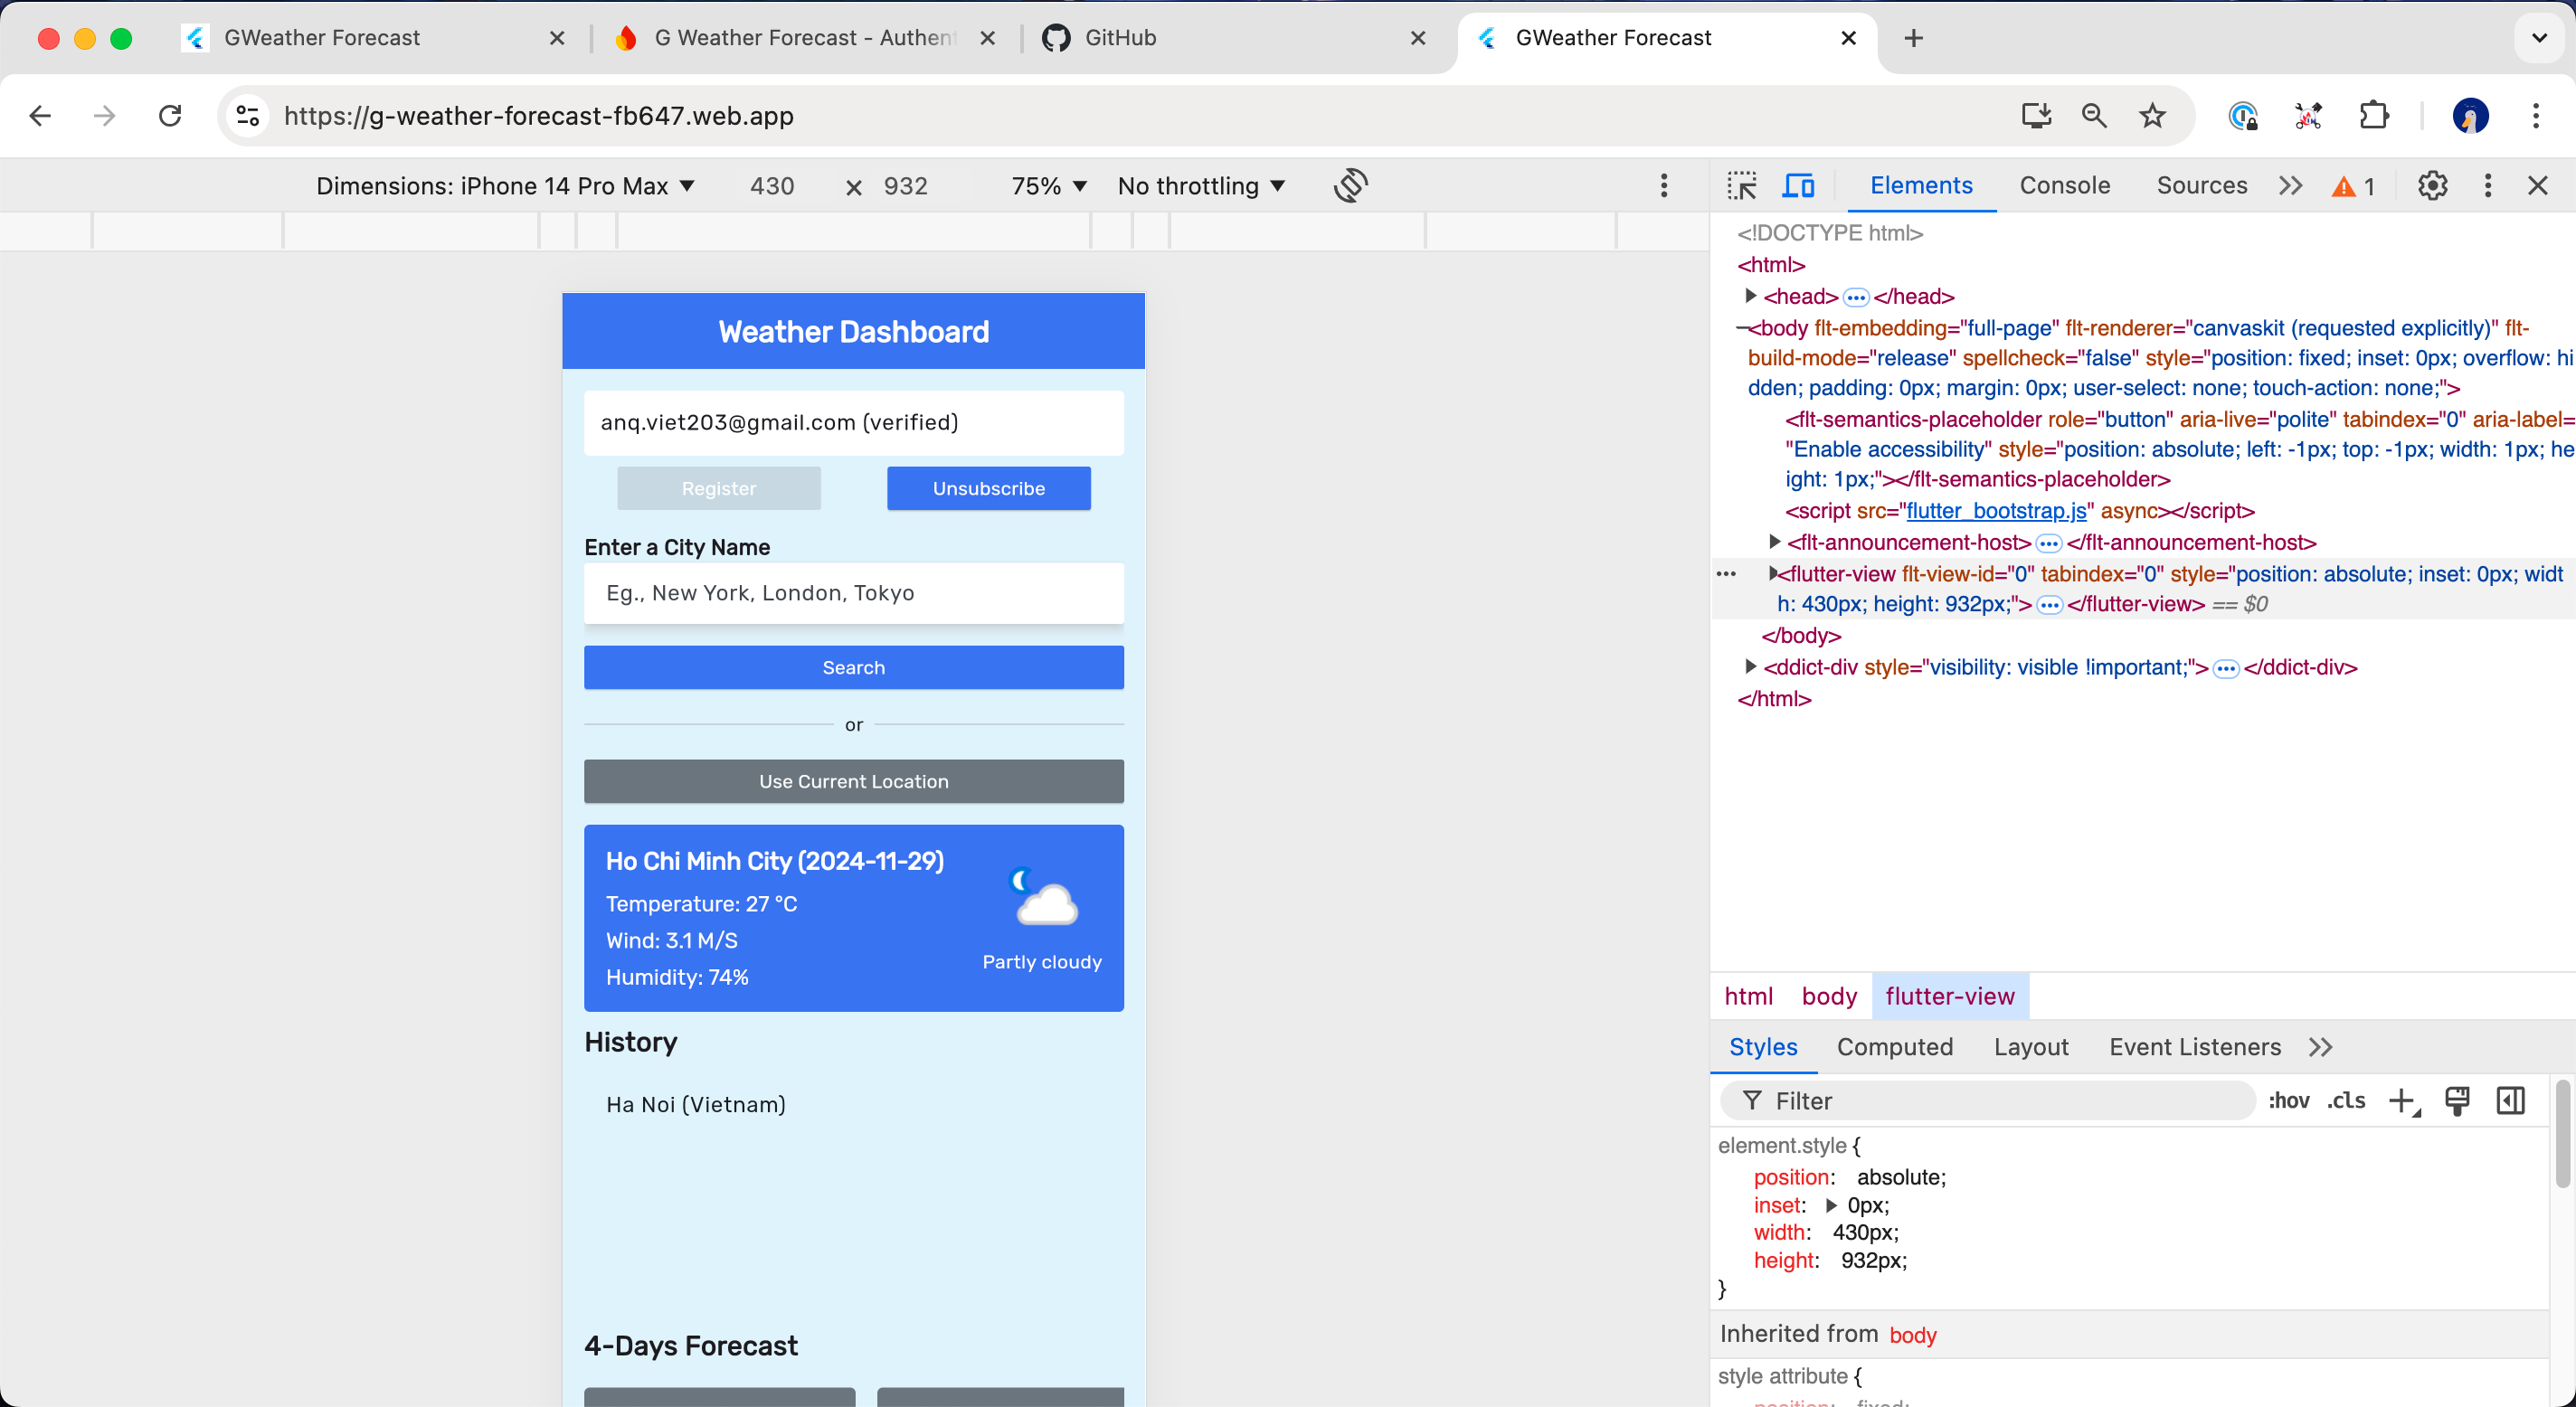 GWeather Forecast
G Weather Forecast - Authent
GitHub
GWeather Forecast
https://g-weather-forecast-fb647.web.app
Dimensions: iPhone 14 Pro Max 430 × 932 75% No throttling
Elements Console Sources 1
Weather Dashboard
anq.viet203@gmail.com (verified)
Register Unsubscribe
Enter a City Name
Eg., New York, London, Tokyo
Search
or
Use Current Location
Ho Chi Minh City (2024-11-29)
Temperature: 27 °C
Wind: 3.1 M/S
Humidity: 74%
Partly cloudy
History
Ha Noi (Vietnam)
4-Days Forecast
<!DOCTYPE html>
<html>
<head> ••• </head>
<body flt-embedding="full-page" flt-renderer="canvaskit (requested explicitly)" flt-
build-mode="release" spellcheck="false" style="position: fixed; inset: 0px; overflow: hi
dden; padding: 0px; margin: 0px; user-select: none; touch-action: none;">
<flt-semantics-placeholder role="button" aria-live="polite" tabindex="0" aria-label=
"Enable accessibility" style="position: absolute; left: -1px; top: -1px; width: 1px; he
ight: 1px;"></flt-semantics-placeholder>
<script src="flutter_bootstrap.js" async></script>
<flt-announcement-host> ••• </flt-announcement-host>
••• <flutter-view flt-view-id="0" tabindex="0" style="position: absolute; inset: 0px; widt
h: 430px; height: 932px;"> ••• </flutter-view> == $0
</body>
<ddict-div style="visibility: visible !important;"> ••• </ddict-div>
</html>
html body flutter-view
Styles Computed Layout Event Listeners
Filter :hov .cls
element.style {
position: absolute;
inset: 0px;
width: 430px;
height: 932px;
}
Inherited from body
style attribute {
position: fixed;